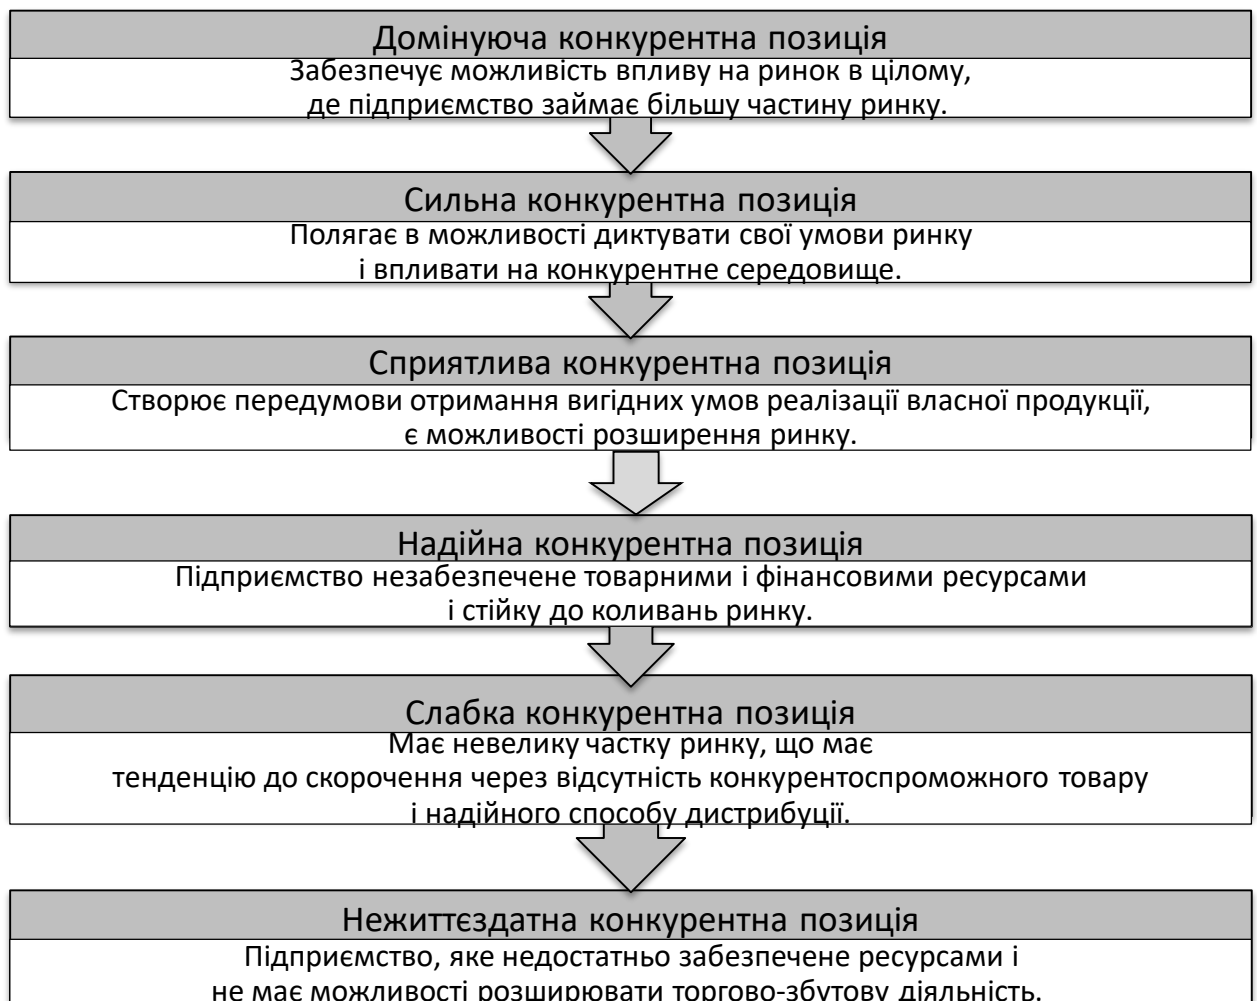 Домінуюча конкурентна позиція
Забезпечує можливість впливу на ринок в цілому,
де підприємство займає більшу частину ринку.
Сильна конкурентна позиція
Полягає в можливості диктувати свої умови ринку
і впливати на конкурентне середовище.
Сприятлива конкурентна позиція
Створює передумови отримання вигідних умов реалізації власної продукції,
є можливості розширення ринку.
Надійна конкурентна позиція
Підприємство незабезпечене товарними і фінансовими ресурсами
і стійку до коливань ринку.
Слабка конкурентна позиція
Має невелику частку ринку, що має
тенденцію до скорочення через відсутність конкурентоспроможного товару
і надійного способу дистрибуції.
Нежиттєздатна конкурентна позиція
Підприємство, яке недостатньо забезпечене ресурсами і
не має можливості розширювати торгово-збутову діяльність.